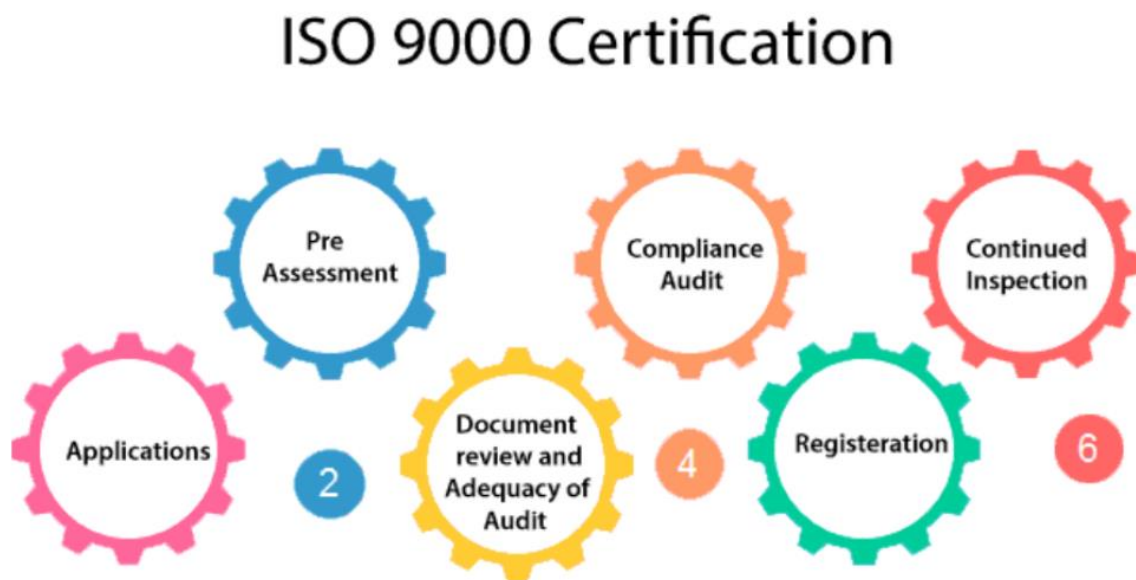 ISO 9000 Certification
Applications
2
Pre
Assessment
Document
review and
Adequacy of
Audit
4
Compliance
Audit
Registeration
6
Continued
Inspection